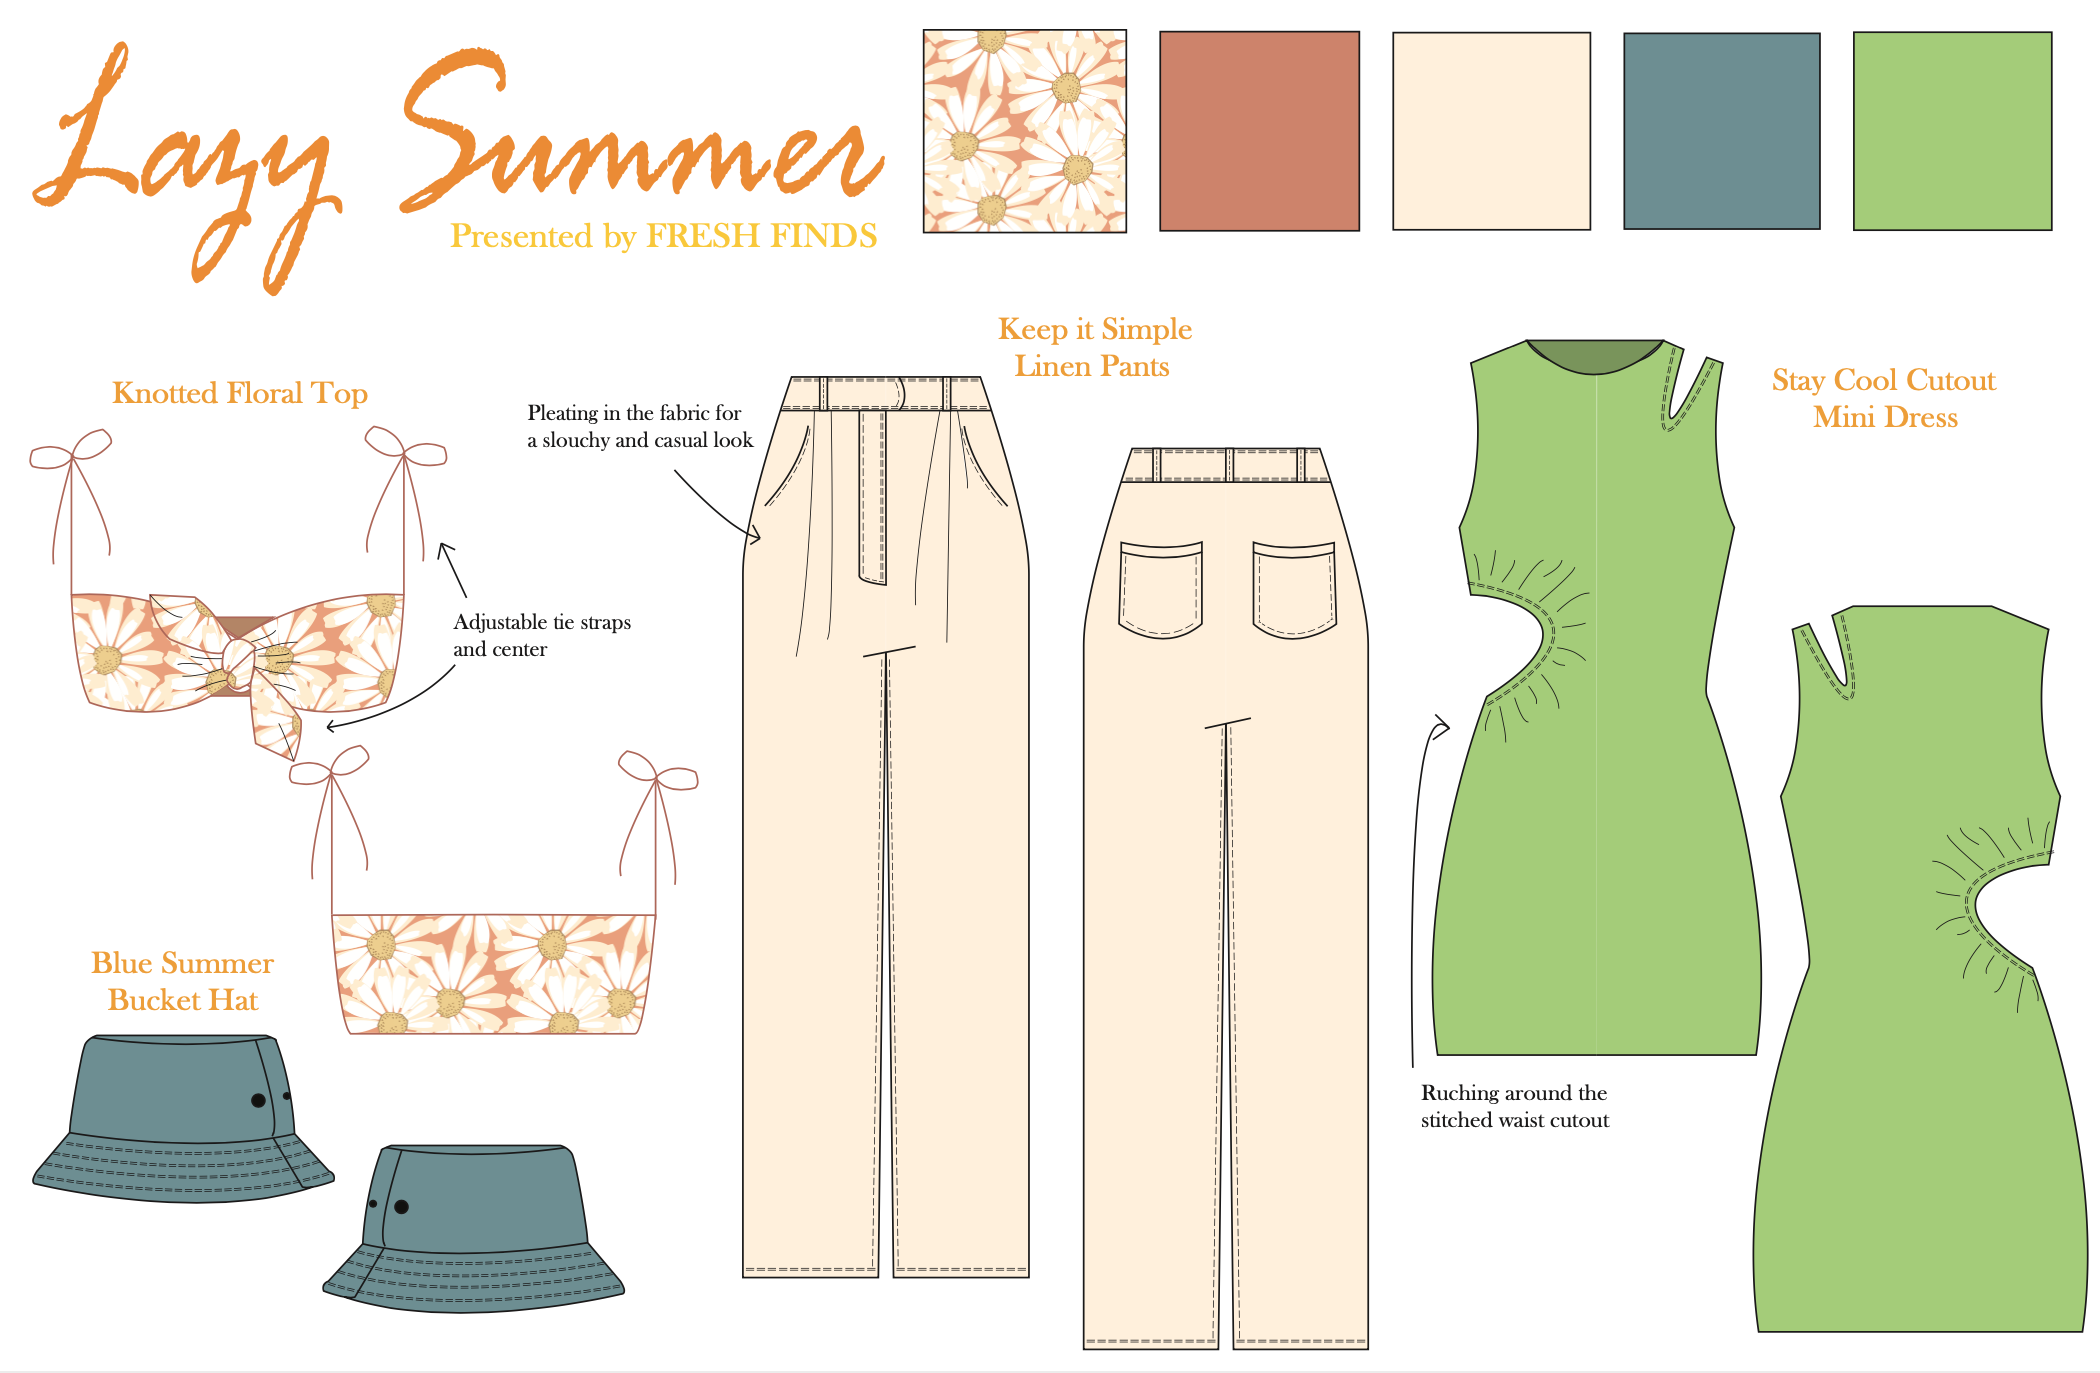 Lazy Summer
Presented by FRESH FINDS
Knotted Floral Top
Adjustable tie straps
and center
Blue Summer
Bucket Hat
Pleating in the fabric for
a slouchy and casual look
Keep it Simple
Linen Pants
Stay Cool Cutout
Mini Dress
Ruching around the
stitched waist cutout